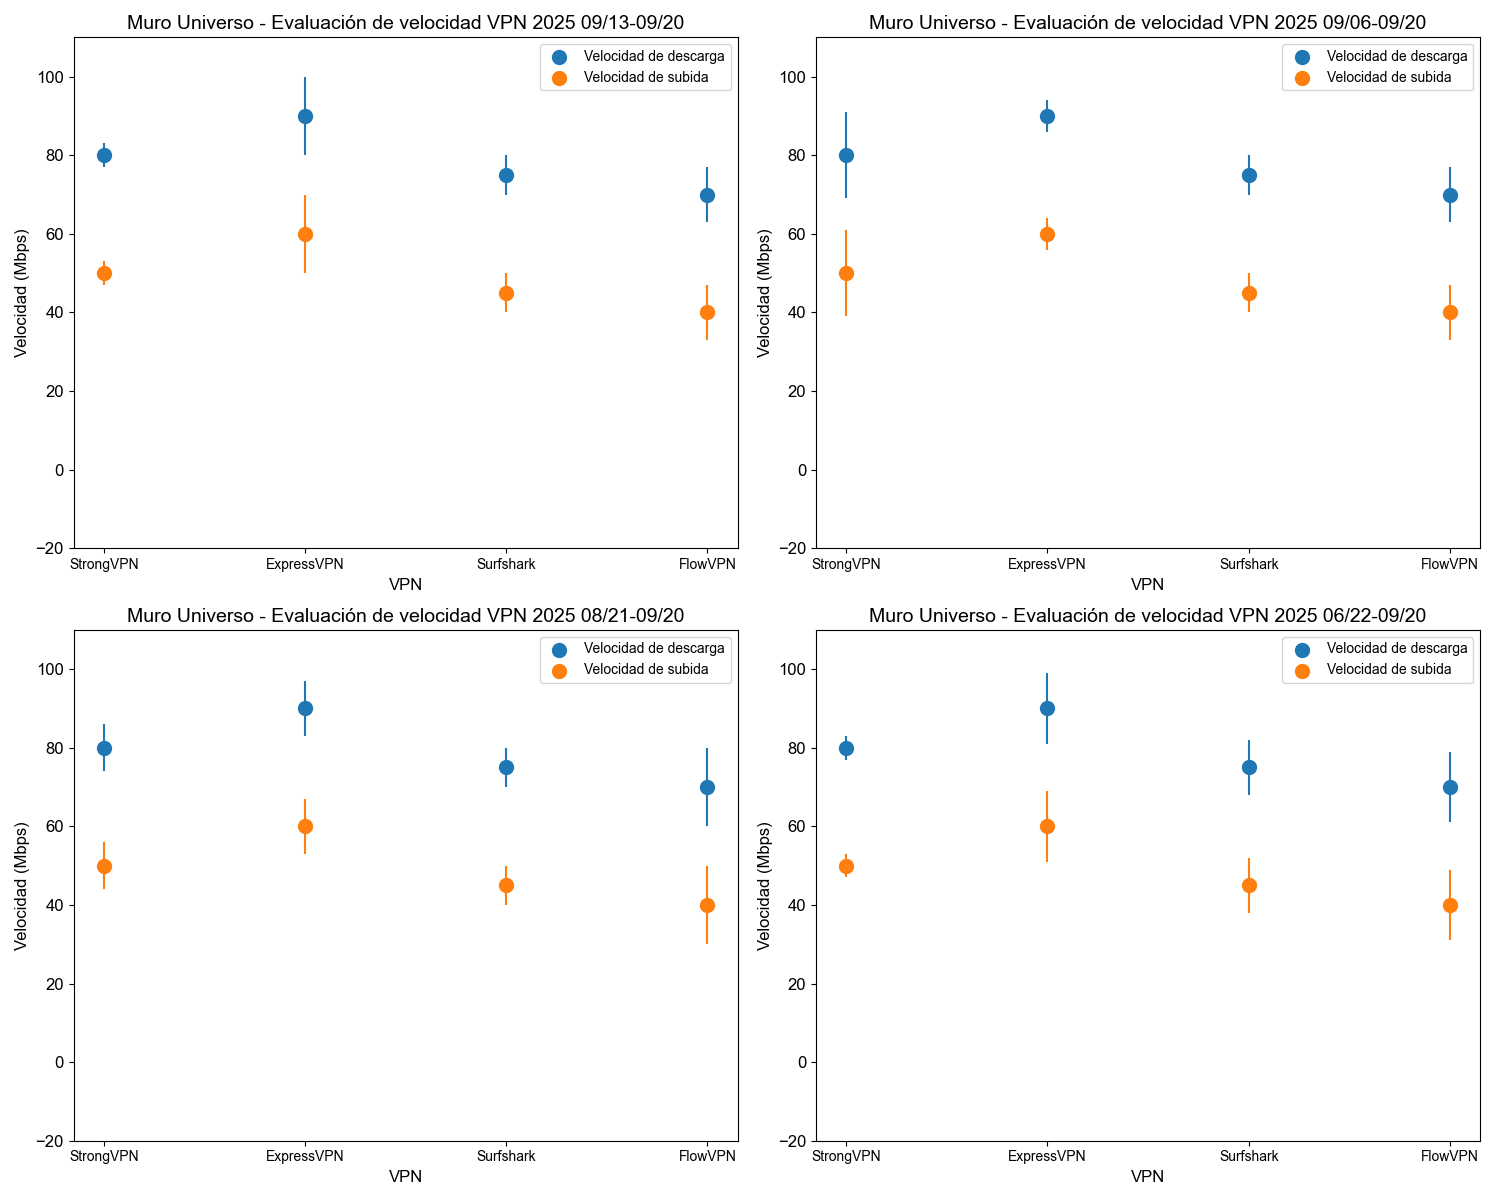 Muro Universo - Evaluación de velocidad VPN 2025 09/13-09/20
Velocidad de descarga
Velocidad de subida
100
80
60
40
20
0
−20
Velocidad (Mbps)
StrongVPN ExpressVPN Surfshark FlowVPN
VPN
Muro Universo - Evaluación de velocidad VPN 2025 09/06-09/20
Velocidad de descarga
Velocidad de subida
100
80
60
40
20
0
−20
Velocidad (Mbps)
StrongVPN ExpressVPN Surfshark FlowVPN
VPN
Muro Universo - Evaluación de velocidad VPN 2025 08/21-09/20
Velocidad de descarga
Velocidad de subida
100
80
60
40
20
0
−20
Velocidad (Mbps)
StrongVPN ExpressVPN Surfshark FlowVPN
VPN
Muro Universo - Evaluación de velocidad VPN 2025 06/22-09/20
Velocidad de descarga
Velocidad de subida
100
80
60
40
20
0
−20
Velocidad (Mbps)
StrongVPN ExpressVPN Surfshark FlowVPN
VPN